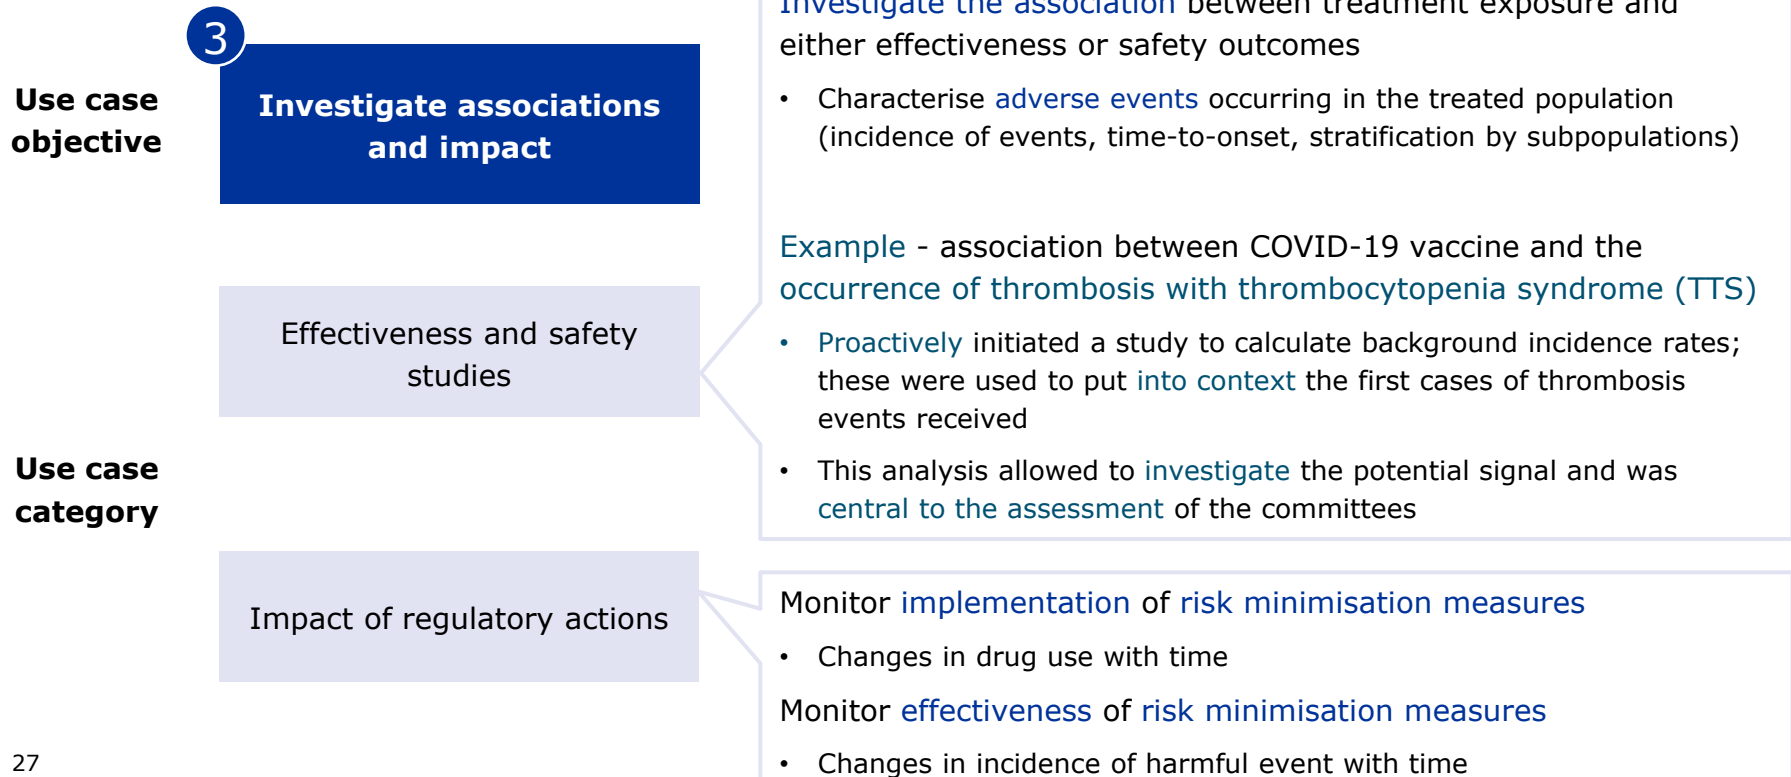 3
Use case
objective
Investigate associations
and impact
Investigate the association between treatment exposure and
either effectiveness or safety outcomes
• Characterise adverse events occurring in the treated population
(incidence of events, time-to-onset, stratification by subpopulations)
Example - association between COVID-19 vaccine and the
occurrence of thrombosis with thrombocytopenia syndrome (TTS)
• Proactively initiated a study to calculate background incidence rates;
these were used to put into context the first cases of thrombosis
events received
• This analysis allowed to investigate the potential signal and was
central to the assessment of the committees
Effectiveness and safety
studies
Use case
category
Impact of regulatory actions
Monitor implementation of risk minimisation measures
• Changes in drug use with time
Monitor effectiveness of risk minimisation measures
• Changes in incidence of harmful event with time
27